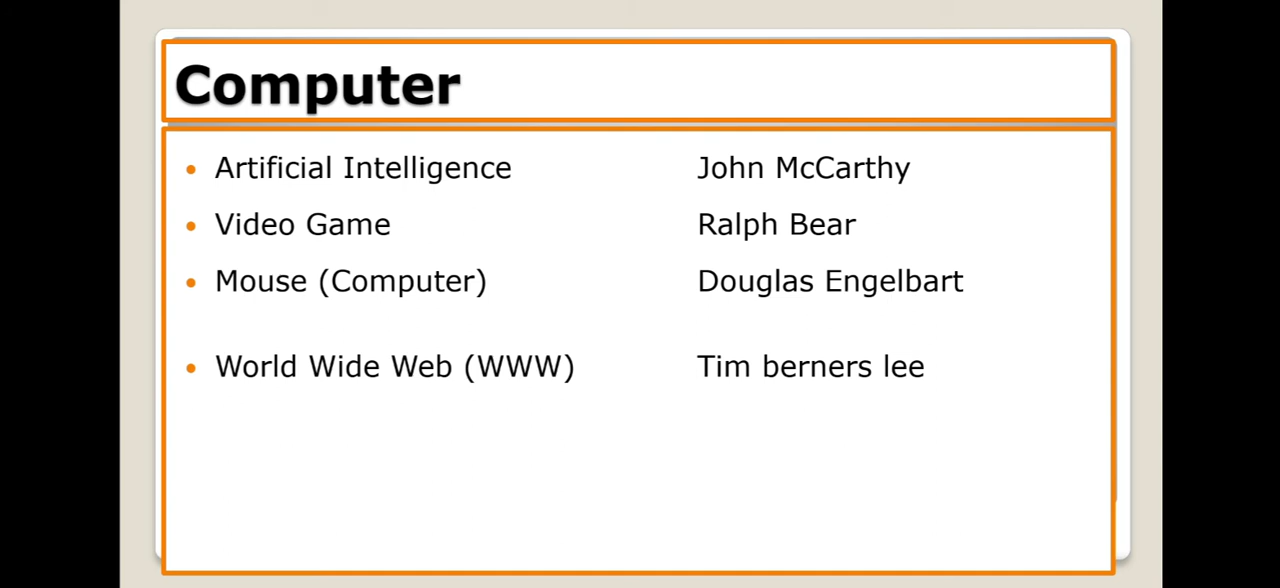 Computer
• Artificial Intelligence John McCarthy
• Video Game Ralph Bear
• Mouse (Computer) Douglas Engelbart
• World Wide Web (WWW) Tim berners lee